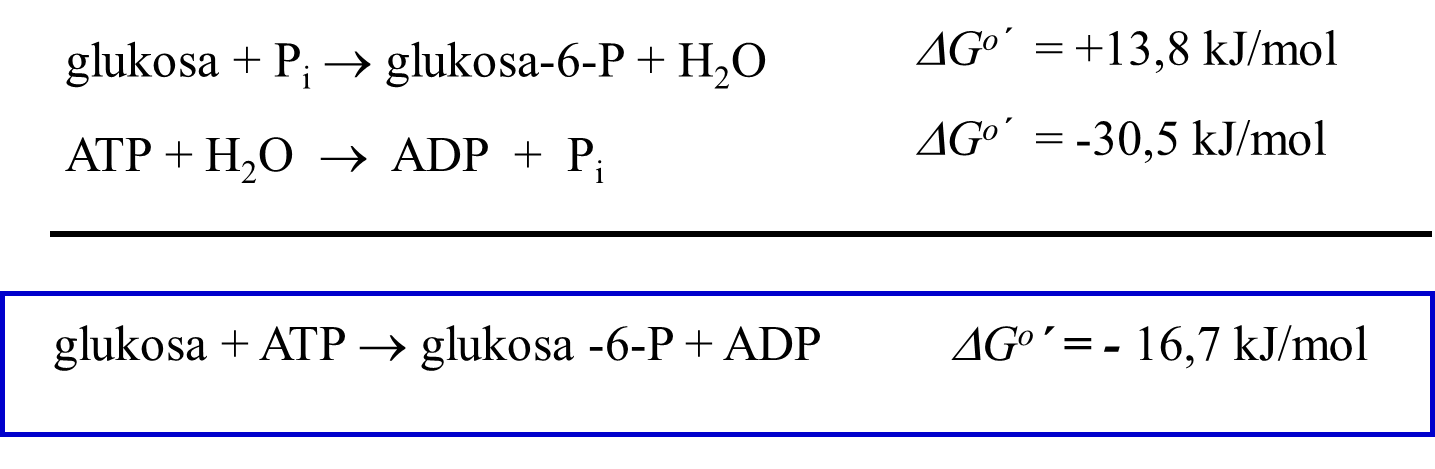 glukosa + Pᵢ → glukosa-6-P + H₂O ΔGº´ = +13,8 kJ/mol
ATP + H₂O → ADP + Pᵢ ΔGº´ = -30,5 kJ/mol
glukosa + ATP → glukosa -6-P + ADP ΔGº´= - 16,7 kJ/mol